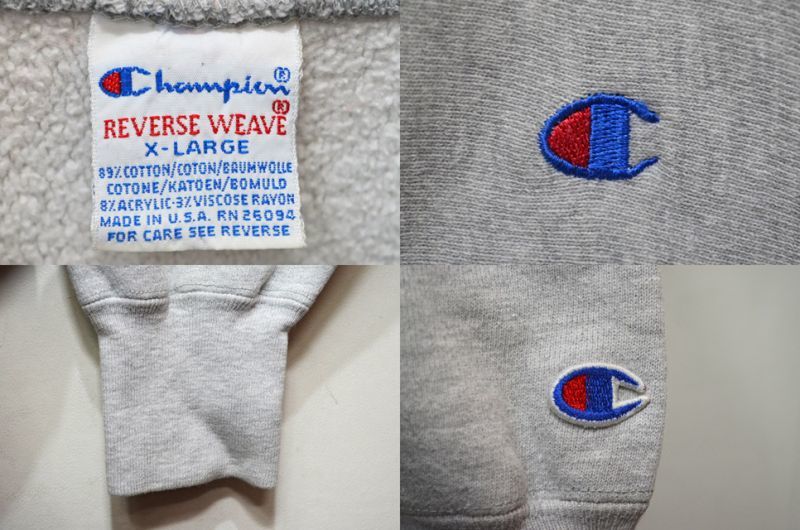 Champion®
REVERSE WEAVE®
X-LARGE
89% COTTON/COTON/BAUMWOLLE
COTONE/KATOEN/BOMULD
8% ACRYLIC-3% VISCOSE RAYON
MADE IN U.S.A. RN 26094
FOR CARE SEE REVERSE